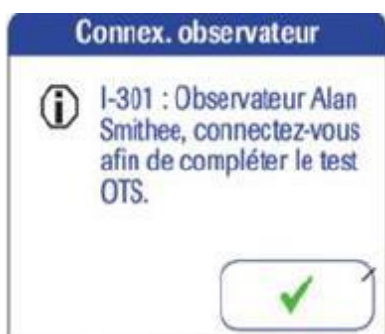 Connex. observateur
I-301 : Observateur Alan
Smithee, connectez-vous
afin de compléter le test
OTS.